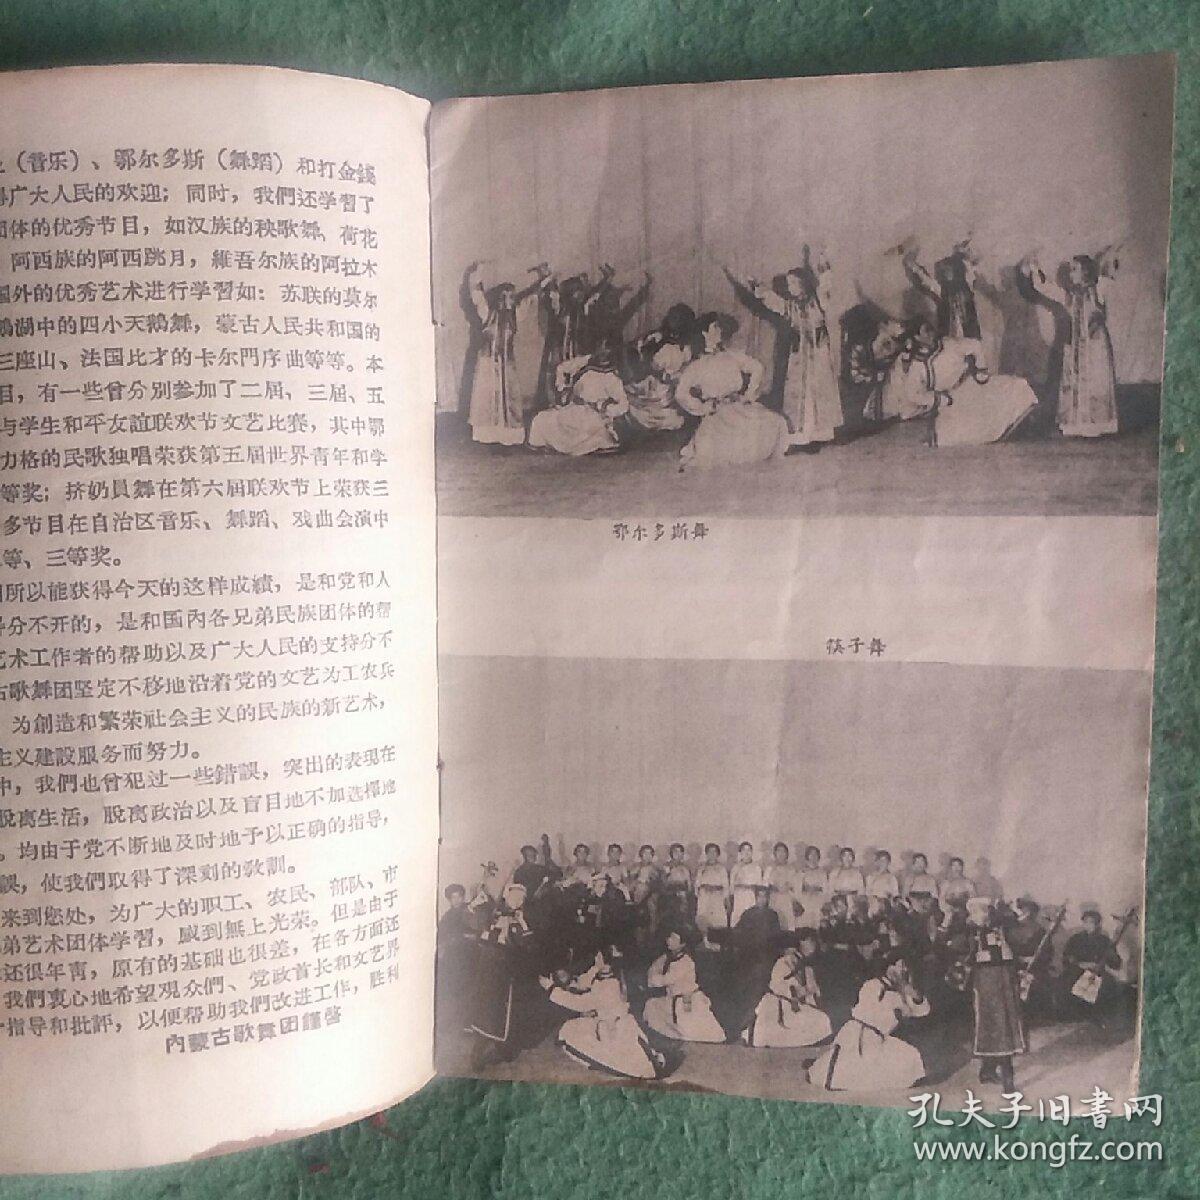 （音乐）、鄂尔多斯（舞蹈）和打金錢
广大人民的欢迎；同时，我們还学習了
团体的优秀节目，如汉族的秧歌舞、荷花
阿西族的阿西跳月，維吾尔族的阿拉木
国外的优秀艺术进行学習如：苏联的莫尔
鵝湖中的四小天鵝舞，蒙古人民共和国的
三座山、法国比才的卡尔門序曲等等。本
目，有一些曾分别参加了二届、三届、五
与学生和平友誼联欢节文艺比赛，其中鄂
力格的民歌独唱荣获第五届世界青年和学
等奖；挤奶員舞在第六届联欢节上荣获三
多节目在自治区音乐、舞蹈、戏曲会演中
等、三等奖。
所以能获得今天的这样成績，是和党和人
分不开的，是和国內各兄弟民族团体的帮
艺术工作者的帮助以及广大人民的支持分不
古歌舞团坚定不移地沿着党的文艺为工农兵
为創造和繁荣社会主义的民族的新艺术，
主义建設服务而努力。
中，我們也曾犯过一些錯誤，突出的表現在
脫离生活，脫离政治以及盲目地不加选擇地
。均由于党不断地及时地予以正确的指导，
誤，使我們取得了深刻的敎訓。
来到您处，为广大的职工、农民、部队、市
弟艺术团体学習，感到無上光荣。但是由于
还很年靑，原有的基础也很差，在各方面还
我們衷心地希望观众們、党政首长和文艺界
指导和批評，以便帮助我們改进工作，胜利
內蒙古歌舞团謹啓
鄂尔多斯舞
筷子舞
孔夫子旧書网
www.kongfz.com